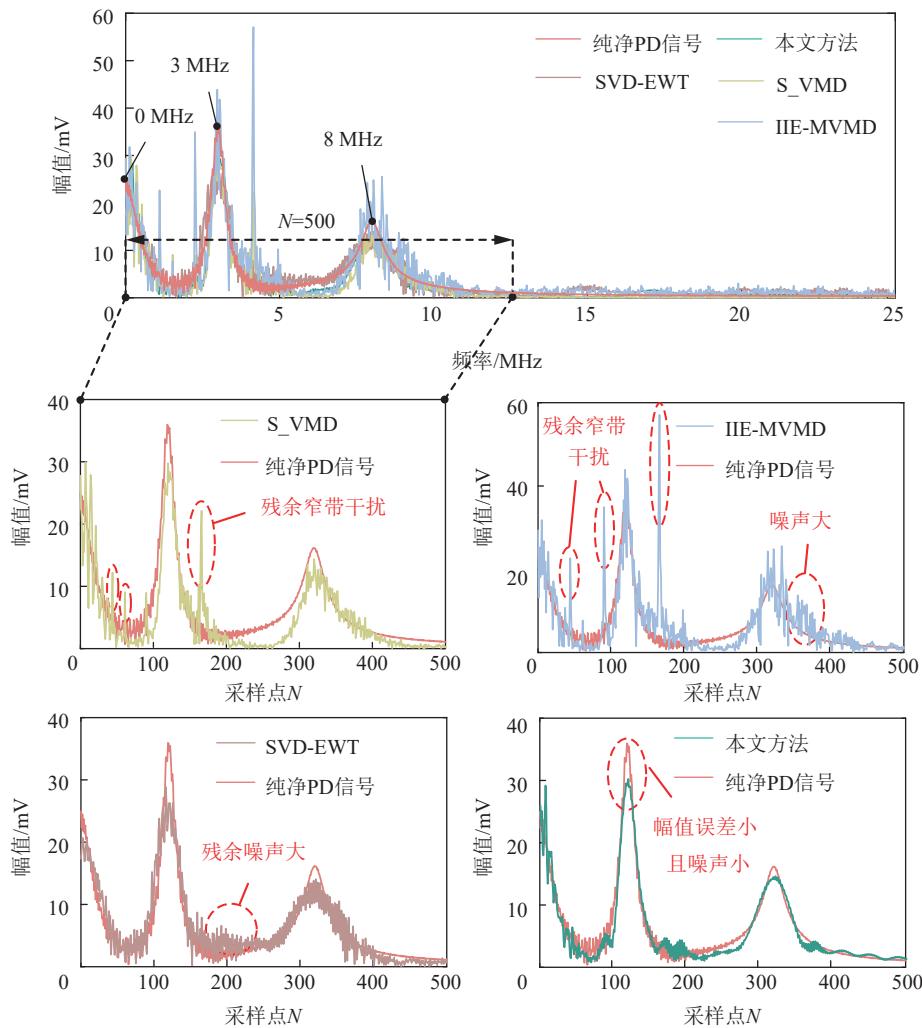 纯净PD信号
本文方法
SVD-EWT
S_VMD
IIE-MVMD
0 MHz
3 MHz
8 MHz
N=500
幅值/mV
60
50
40
30
20
10
0
5
10
15
20
25
频率/MHz
S_VMD
纯净PD信号
残余窄带干扰
幅值/mV
40
30
20
10
0
100
200
300
400
500
采样点N
IIE-MVMD
纯净PD信号
残余窄带
干扰
噪声大
幅值/mV
60
40
20
0
100
200
300
400
500
采样点N
SVD-EWT
纯净PD信号
残余噪声大
幅值/mV
40
30
20
10
0
0
100
200
300
400
500
采样点N
本文方法
纯净PD信号
幅值误差小
且噪声小
幅值/mV
40
30
20
10
0
0
100
200
300
400
500
采样点N